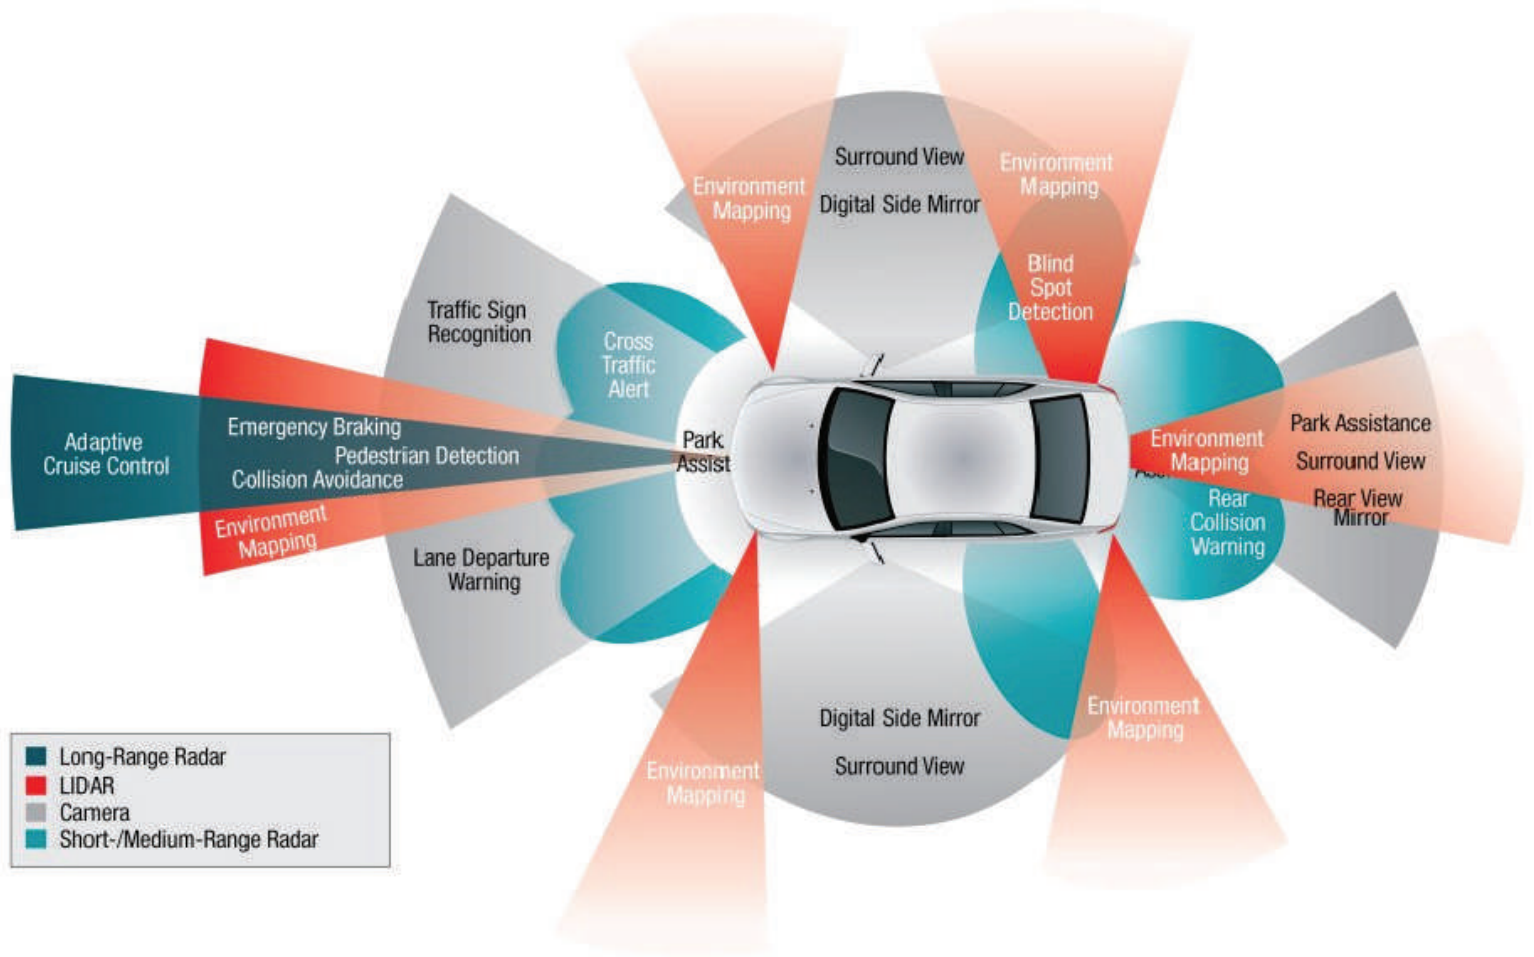 Surround View
Digital Side Mirror
Environment
Mapping
Environment
Mapping
Blind
Spot
Detection
Traffic Sign
Recognition
Cross
Traffic
Alert
Adaptive
Cruise Control
Emergency Braking
Pedestrian Detection
Collision Avoidance
Environment
Mapping
Park
Assist
Lane Departure
Warning
Environment
Mapping
Rear
Collision
Warning
Park Assistance
Surround View
Rear View
Mirror
Digital Side Mirror
Surround View
Environment
Mapping
Environment
Mapping
Long-Range Radar
LIDAR
Camera
Short-/Medium-Range Radar